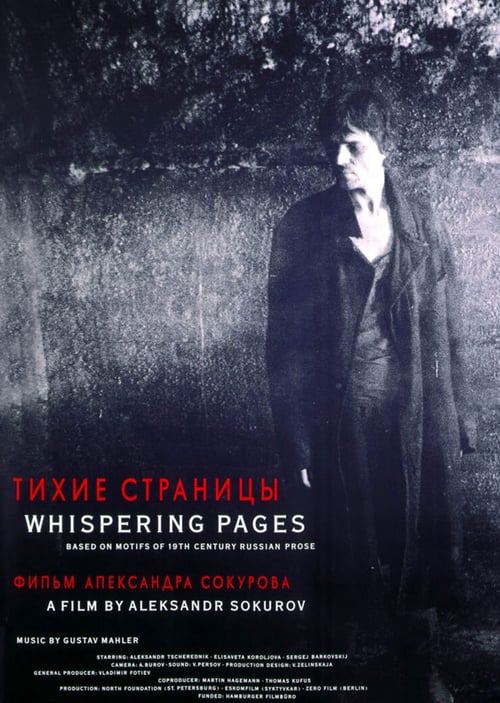 ТИХИЕ СТРАНИЦЫ
WHISPERING PAGES
BASED ON MOTIFS OF 19TH CENTURY RUSSIAN PROSE
ФИПЬМ АПЕКСАНДРА СОКУРОВА
A FILM BY ALEKSANDR SOKUROV
MUSIC BY GUSTAV MAHLER
STARRING: ALEKSANDR TSCHEREDNIK - ELISAVETA KOROLJOVA - SERGEJ BARKOVSKIJ
CAMERA: A.BUROV - SOUND: V.PERSOV - PRODUCTION DESIGN: V.ZELINSKAJA
GENERAL PRODUCER: VLADIMIR FOTIEV
COPRODUCER: MARTIN HAGEMANN - THOMAS KUFUS
PRODUCTION: NORTH FOUNDATION (ST. PETERSBURG) - ESKOMFILM (SYKTYVKAR) - ZERO FILM (BERLIN)
FUNDED: HAMBURGER FILMBÜRO